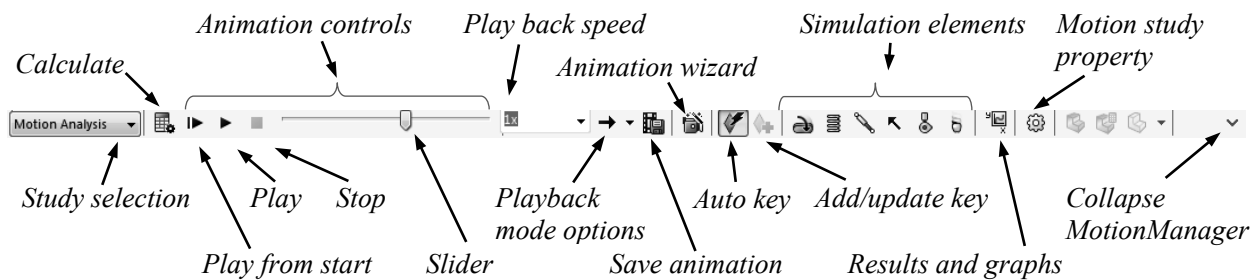 Animation controls
Play back speed
Simulation elements
Motion study
property
Calculate
Animation wizard
Motion Analysis
1x
Study selection
Play
Stop
Playback
mode options
Auto key
Add/update key
Collapse
MotionManager
Play from start
Slider
Save animation
Results and graphs